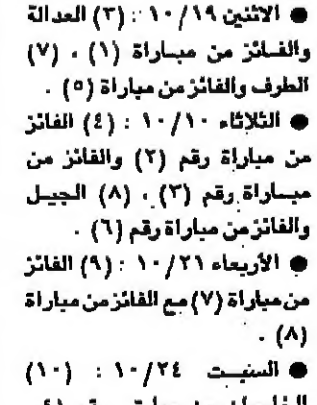 ● الاثنين ١٠/١٩ : (٣) العدالة
والفائز من مباراة (١) ، (٧)
الطرف والفائز من مباراة (٥) .
● الثلاثاء ١٠/١٠ : (٤) الفائز
من مباراة رقم (٢) والفائز من
مباراة رقم (٣) ، (٨) الجيل
والفائز من مباراة رقم (٦) .
● الأربعاء ١٠/٢١ : (٩) الفائز
من مباراة (٧) مع الفائز من مباراة
(٨) .
● السبت ١٠/٢٤ : (١٠)